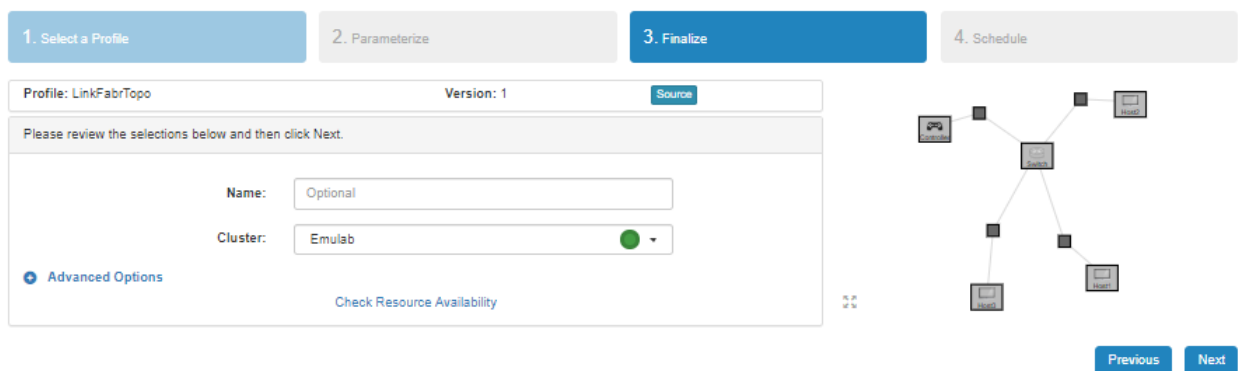 1. Select a Profile
2. Parameterize
3. Finalize
4. Schedule
Profile: LinkFabrTopo Version: 1 Source
Please review the selections below and then click Next.
Name: Optional
Cluster: Emulab
Advanced Options
Check Resource Availability
Controller
Host2
Switch
Host1
Previous Next